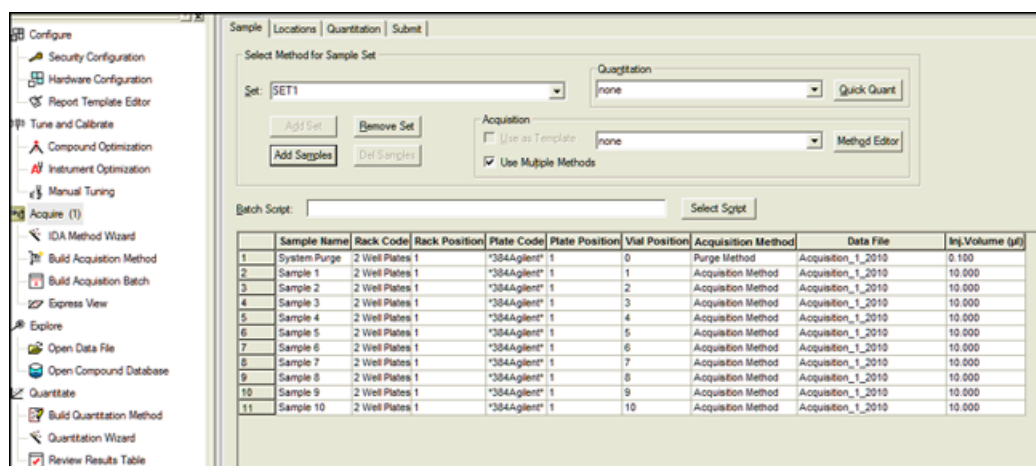 Configure
Security Configuration
Hardware Configuration
Report Template Editor
Tune and Calibrate
Compound Optimization
Instrument Optimization
Manual Tuning
Acquire (1)
IDA Method Wizard
Build Acquisition Method
Build Acquisition Batch
Express View
Explore
Open Data File
Open Compound Database
Quantitate
Build Quantitation Method
Quantitation Wizard
Review Results Table
Sample Locations Quantitation Submit
Select Method for Sample Set
Set: SET1
Quantitation
none Quick Quant
Add Set Remove Set
Add Samples Del Samples
Acquisition
Use as Template none Method Editor
Use Multiple Methods
Batch Script: Select Script
Sample Name Rack Code Rack Position Plate Code Plate Position Vial Position Acquisition Method Data File Inj.Volume (µl)
1 System Purge 2 Well Plates 1 *384Agilent* 1 0 Purge Method Acquisition_1_2010 0.100
2 Sample 1 2 Well Plates 1 *384Agilent* 1 1 Acquisition Method Acquisition_1_2010 10.000
3 Sample 2 2 Well Plates 1 *384Agilent* 1 2 Acquisition Method Acquisition_1_2010 10.000
4 Sample 3 2 Well Plates 1 *384Agilent* 1 3 Acquisition Method Acquisition_1_2010 10.000
5 Sample 4 2 Well Plates 1 *384Agilent* 1 4 Acquisition Method Acquisition_1_2010 10.000
6 Sample 5 2 Well Plates 1 *384Agilent* 1 5 Acquisition Method Acquisition_1_2010 10.000
7 Sample 6 2 Well Plates 1 *384Agilent* 1 6 Acquisition Method Acquisition_1_2010 10.000
8 Sample 7 2 Well Plates 1 *384Agilent* 1 7 Acquisition Method Acquisition_1_2010 10.000
9 Sample 8 2 Well Plates 1 *384Agilent* 1 8 Acquisition Method Acquisition_1_2010 10.000
10 Sample 9 2 Well Plates 1 *384Agilent* 1 9 Acquisition Method Acquisition_1_2010 10.000
11 Sample 10 2 Well Plates 1 *384Agilent* 1 10 Acquisition Method Acquisition_1_2010 10.000